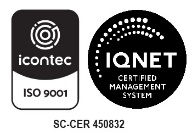 icontec
ISO 9001
IQNET
CERTIFIED
MANAGEMENT
SYSTEM
SC-CER 450832